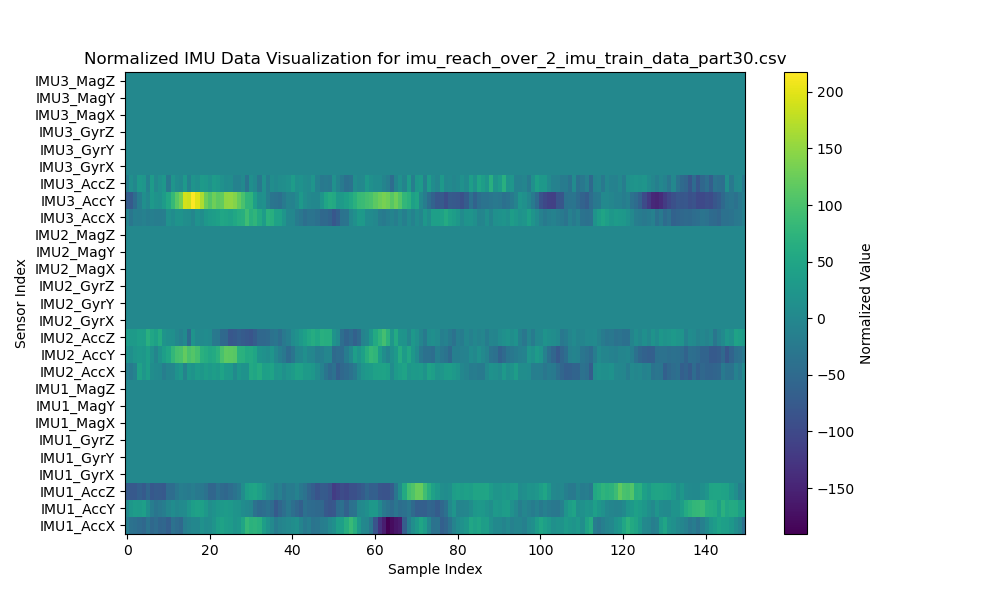 Normalized IMU Data Visualization for imu_reach_over_2_imu_train_data_part30.csv
IMU3_MagZ
IMU3_MagY
IMU3_MagX
IMU3_GyrZ
IMU3_GyrY
IMU3_GyrX
IMU3_AccZ
IMU3_AccY
IMU3_AccX
IMU2_MagZ
IMU2_MagY
IMU2_MagX
IMU2_GyrZ
IMU2_GyrY
IMU2_GyrX
IMU2_AccZ
IMU2_AccY
IMU2_AccX
IMU1_MagZ
IMU1_MagY
IMU1_MagX
IMU1_GyrZ
IMU1_GyrY
IMU1_GyrX
IMU1_AccZ
IMU1_AccY
IMU1_AccX
Sensor Index
0 20 40 60 80 100 120 140
Sample Index
200
150
100
50
0
−50
−100
−150
Normalized Value